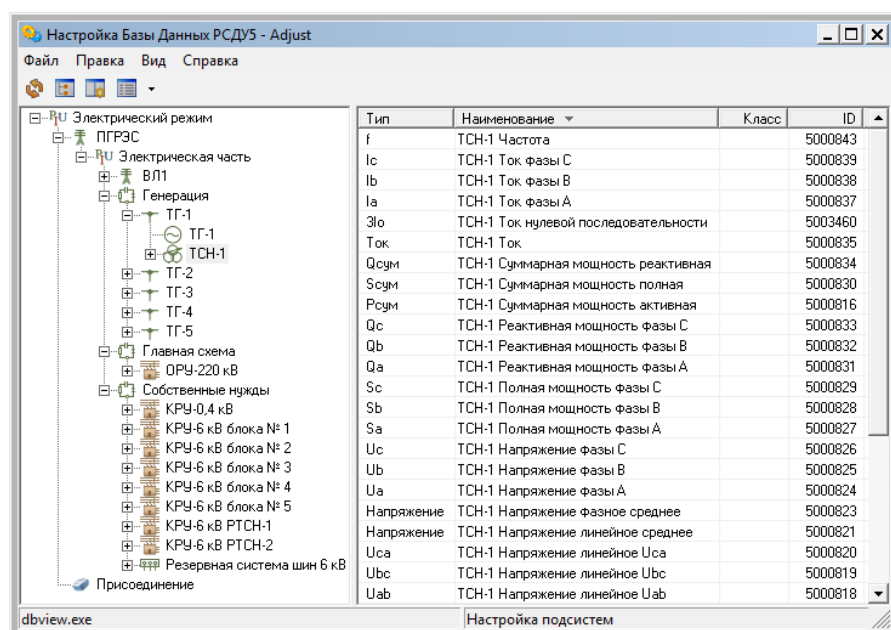 Настройка Базы Данных РСДУ5 - Adjust
Файл Правка Вид Справка
Электрический режим
ПГРЭС
Электрическая часть
ВЛ1
Генерация
ТГ-1
ТГ-1
ТСН-1
ТГ-2
ТГ-3
ТГ-4
ТГ-5
Главная схема
ОРУ-220 кВ
Собственные нужды
КРУ-0,4 кВ
КРУ-6 кВ блока № 1
КРУ-6 кВ блока № 2
КРУ-6 кВ блока № 3
КРУ-6 кВ блока № 4
КРУ-6 кВ блока № 5
КРУ-6 кВ РТСН-1
КРУ-6 кВ РТСН-2
Резервная система шин 6 кВ
Присоединение
Тип Наименование Класс ID
f ТСН-1 Частота 5000843
Ic ТСН-1 Ток фазы C 5000839
Ib ТСН-1 Ток фазы B 5000838
Ia ТСН-1 Ток фазы A 5000837
3Io ТСН-1 Ток нулевой последовательности 5003460
Ток ТСН-1 Ток 5000835
Qсум ТСН-1 Суммарная мощность реактивная 5000834
Sсум ТСН-1 Суммарная мощность полная 5000830
Pсум ТСН-1 Суммарная мощность активная 5000816
Qc ТСН-1 Реактивная мощность фазы C 5000833
Qb ТСН-1 Реактивная мощность фазы B 5000832
Qa ТСН-1 Реактивная мощность фазы A 5000831
Sc ТСН-1 Полная мощность фазы C 5000829
Sb ТСН-1 Полная мощность фазы B 5000828
Sa ТСН-1 Полная мощность фазы A 5000827
Uc ТСН-1 Напряжение фазы C 5000826
Ub ТСН-1 Напряжение фазы B 5000825
Ua ТСН-1 Напряжение фазы A 5000824
Напряжение ТСН-1 Напряжение фазное среднее 5000823
Напряжение ТСН-1 Напряжение линейное среднее 5000821
Uca ТСН-1 Напряжение линейное Uca 5000820
Ubc ТСН-1 Напряжение линейное Ubc 5000819
Uab ТСН-1 Напряжение линейное Uab 5000818
dbview.exe Настройка подсистем